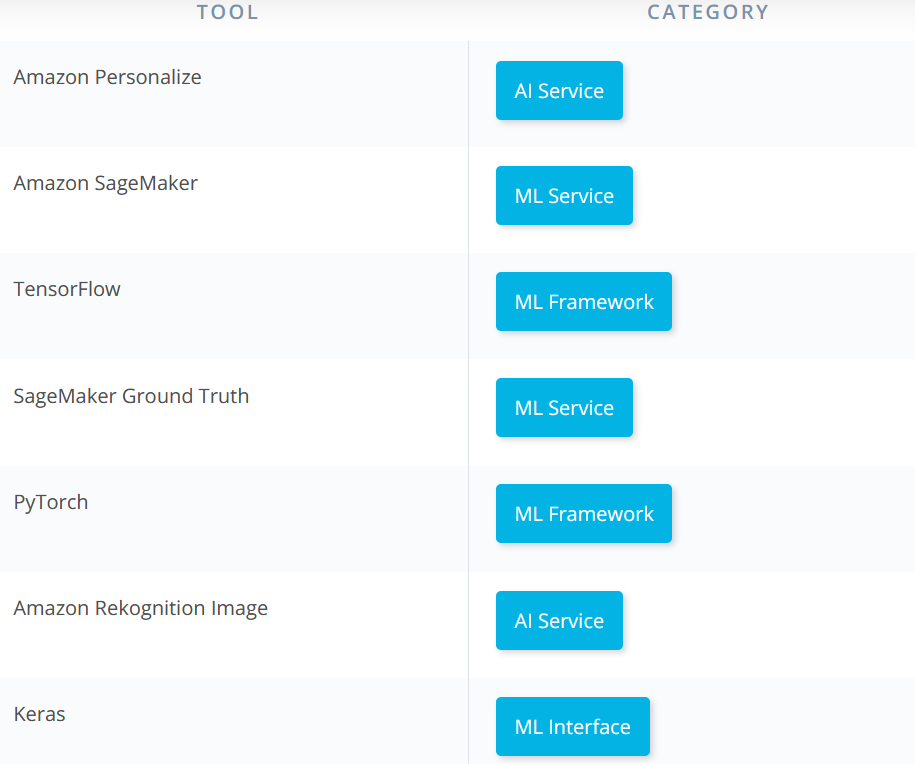 TOOL CATEGORY
Amazon Personalize AI Service
Amazon SageMaker ML Service
TensorFlow ML Framework
SageMaker Ground Truth ML Service
PyTorch ML Framework
Amazon Rekognition Image AI Service
Keras ML Interface